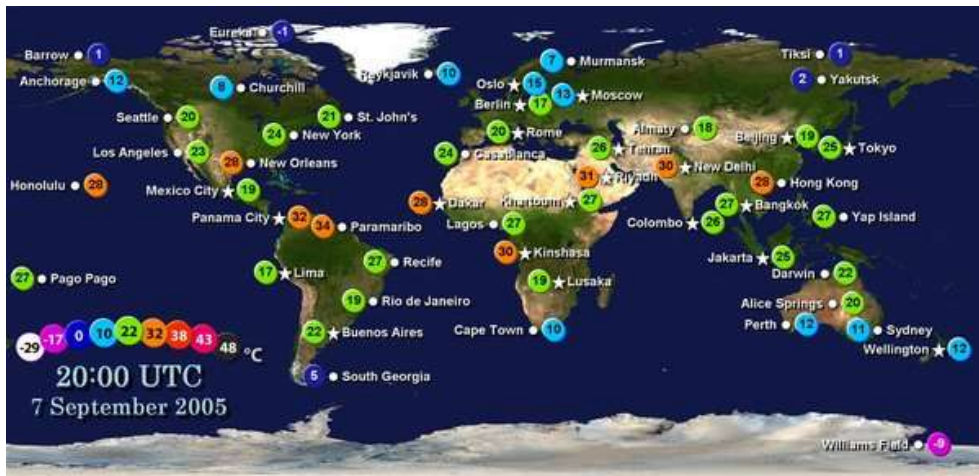 Eureka -1
Barrow 1
Tiksi 1
Anchorage 12
Reykjavik 10
7 Murmansk
2 Yakutsk
8 Churchill
Oslo 15
13 Moscow
Berlin 17
Seattle 20
21 St. John's
24 New York
20 Rome
Almaty 18
Beijing 19
25 Tokyo
Los Angeles 23
28 New Orleans
24 Casablanca
26 Tehran
30 New Delhi
Honolulu 28
Mexico City 19
31 Riyadh
28 Hong Kong
Panama City 32
34 Paramaribo
28 Dakar
Khartoum 27
27 Bangkok
Lagos 27
Colombo 26
27 Yap Island
30 Kinshasa
27 Pago Pago
17 Lima
27 Recife
19 Lusaka
Jakarta 25
Darwin 22
19 Rio de Janeiro
Alice Springs 20
22 Buenos Aires
Cape Town 10
Perth 12
11 Sydney
Wellington 12
-29 -17 0 10 22 32 38 43 48 °C
20:00 UTC
7 September 2005
5 South Georgia
Williams Field -9